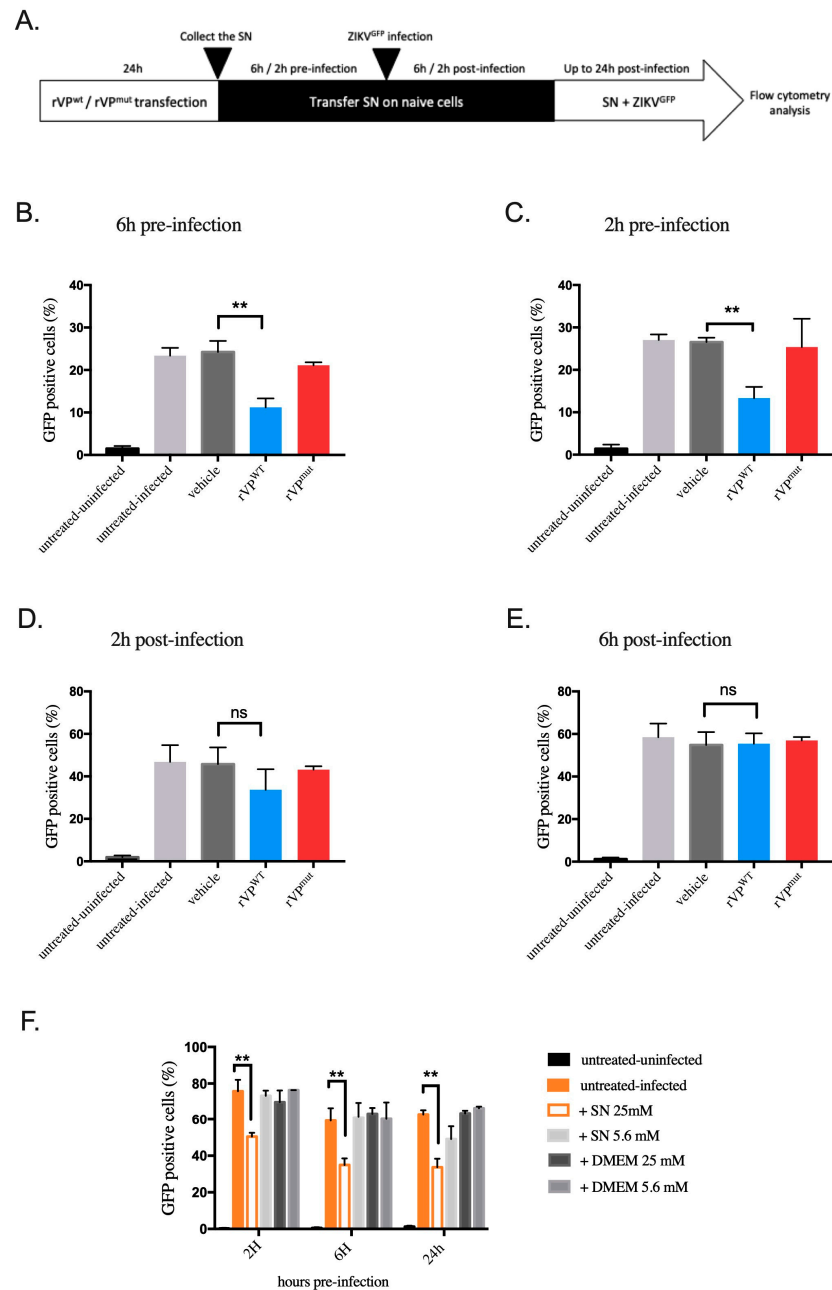 A.
Collect the SN
ZIKVGFP infection
24h
6h / 2h pre-infection
6h / 2h post-infection
Up to 24h post-infection
rVPwt / rVPmut transfection
Transfer SN on naive cells
SN + ZIKVGFP
Flow cytometry
analysis
B.
6h pre-infection
GFP positive cells (%)
40
30
20
10
0
**
untreated-uninfected
untreated-infected
vehicle
rVPWT
rVPmut
C.
2h pre-infection
GFP positive cells (%)
40
30
20
10
0
**
untreated-uninfected
untreated-infected
vehicle
rVPWT
rVPmut
D.
2h post-infection
GFP positive cells (%)
80
60
40
20
0
ns
untreated-uninfected
untreated-infected
vehicle
rVPWT
rVPmut
E.
6h post-infection
GFP positive cells (%)
80
60
40
20
0
ns
untreated-uninfected
untreated-infected
vehicle
rVPWT
rVPmut
F.
GFP positive cells (%)
100
80
60
40
20
0
**
**
**
2H
6H
24h
hours pre-infection
untreated-uninfected
untreated-infected
+ SN 25mM
+ SN 5.6 mM
+ DMEM 25 mM
+ DMEM 5.6 mM